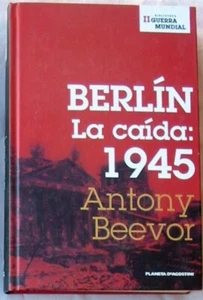 II GUERRA
MUNDIAL
BERLÍN
La caída:
1945
Antony
Beevor
PLANETA DEAGOSTINI